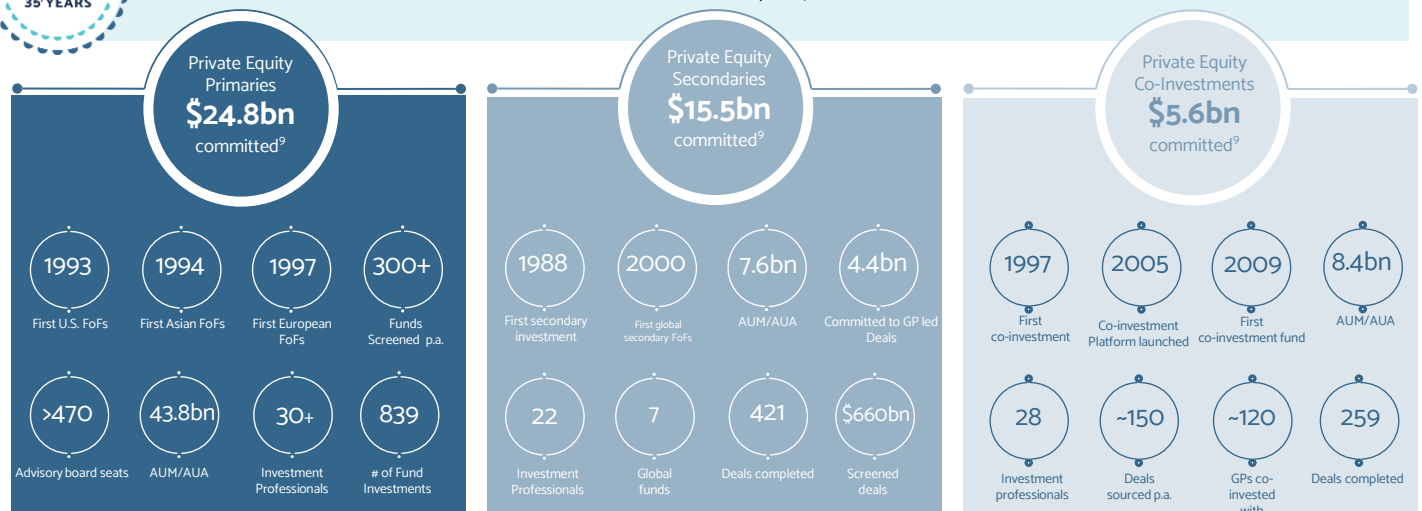 35 YEARS
Private Equity
Primaries
$24.8bn
committed9
1993
First U.S. FoFs
1994
First Asian FoFs
1997
First European
FoFs
300+
Funds
Screened p.a.
>470
Advisory board seats
43.8bn
AUM/AUA
30+
Investment
Professionals
839
# of Fund
Investments
Private Equity
Secondaries
$15.5bn
committed9
1988
First secondary
investment
2000
First global
secondary FoFs
7.6bn
AUM/AUA
4.4bn
Committed to GP led
Deals
22
Investment
Professionals
7
Global
funds
421
Deals completed
$660bn
Screened
deals
Private Equity
Co-Investments
$5.6bn
committed9
1997
First
co-investment
2005
Co-investment
Platform launched
2009
First
co-investment fund
8.4bn
AUM/AUA
28
Investment
professionals
~150
Deals
sourced p.a.
~120
GPs co-
invested
with
259
Deals completed